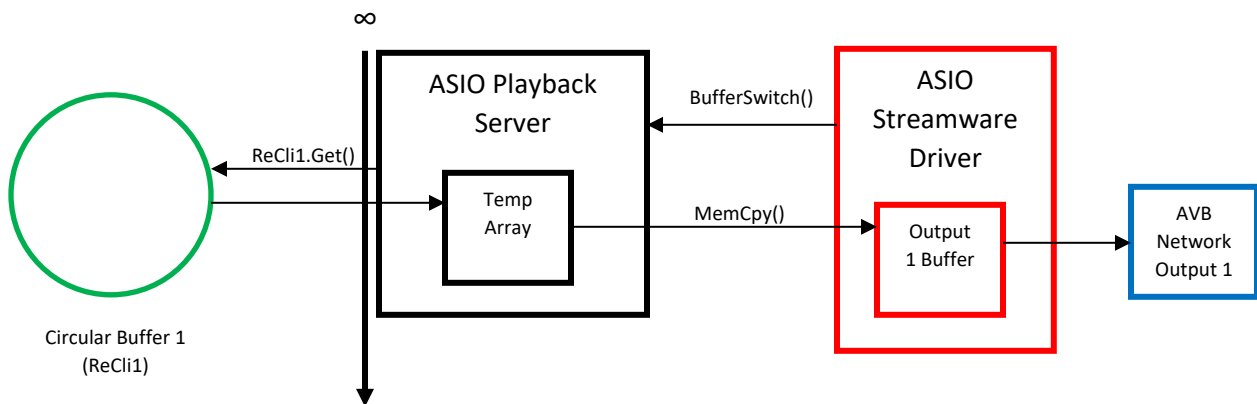 ∞
ASIO Playback
Server
ASIO
Streamware
Driver
BufferSwitch()
ReCli1.Get()
Temp
Array
MemCpy()
Output
1 Buffer
AVB
Network
Output 1
Circular Buffer 1
(ReCli1)